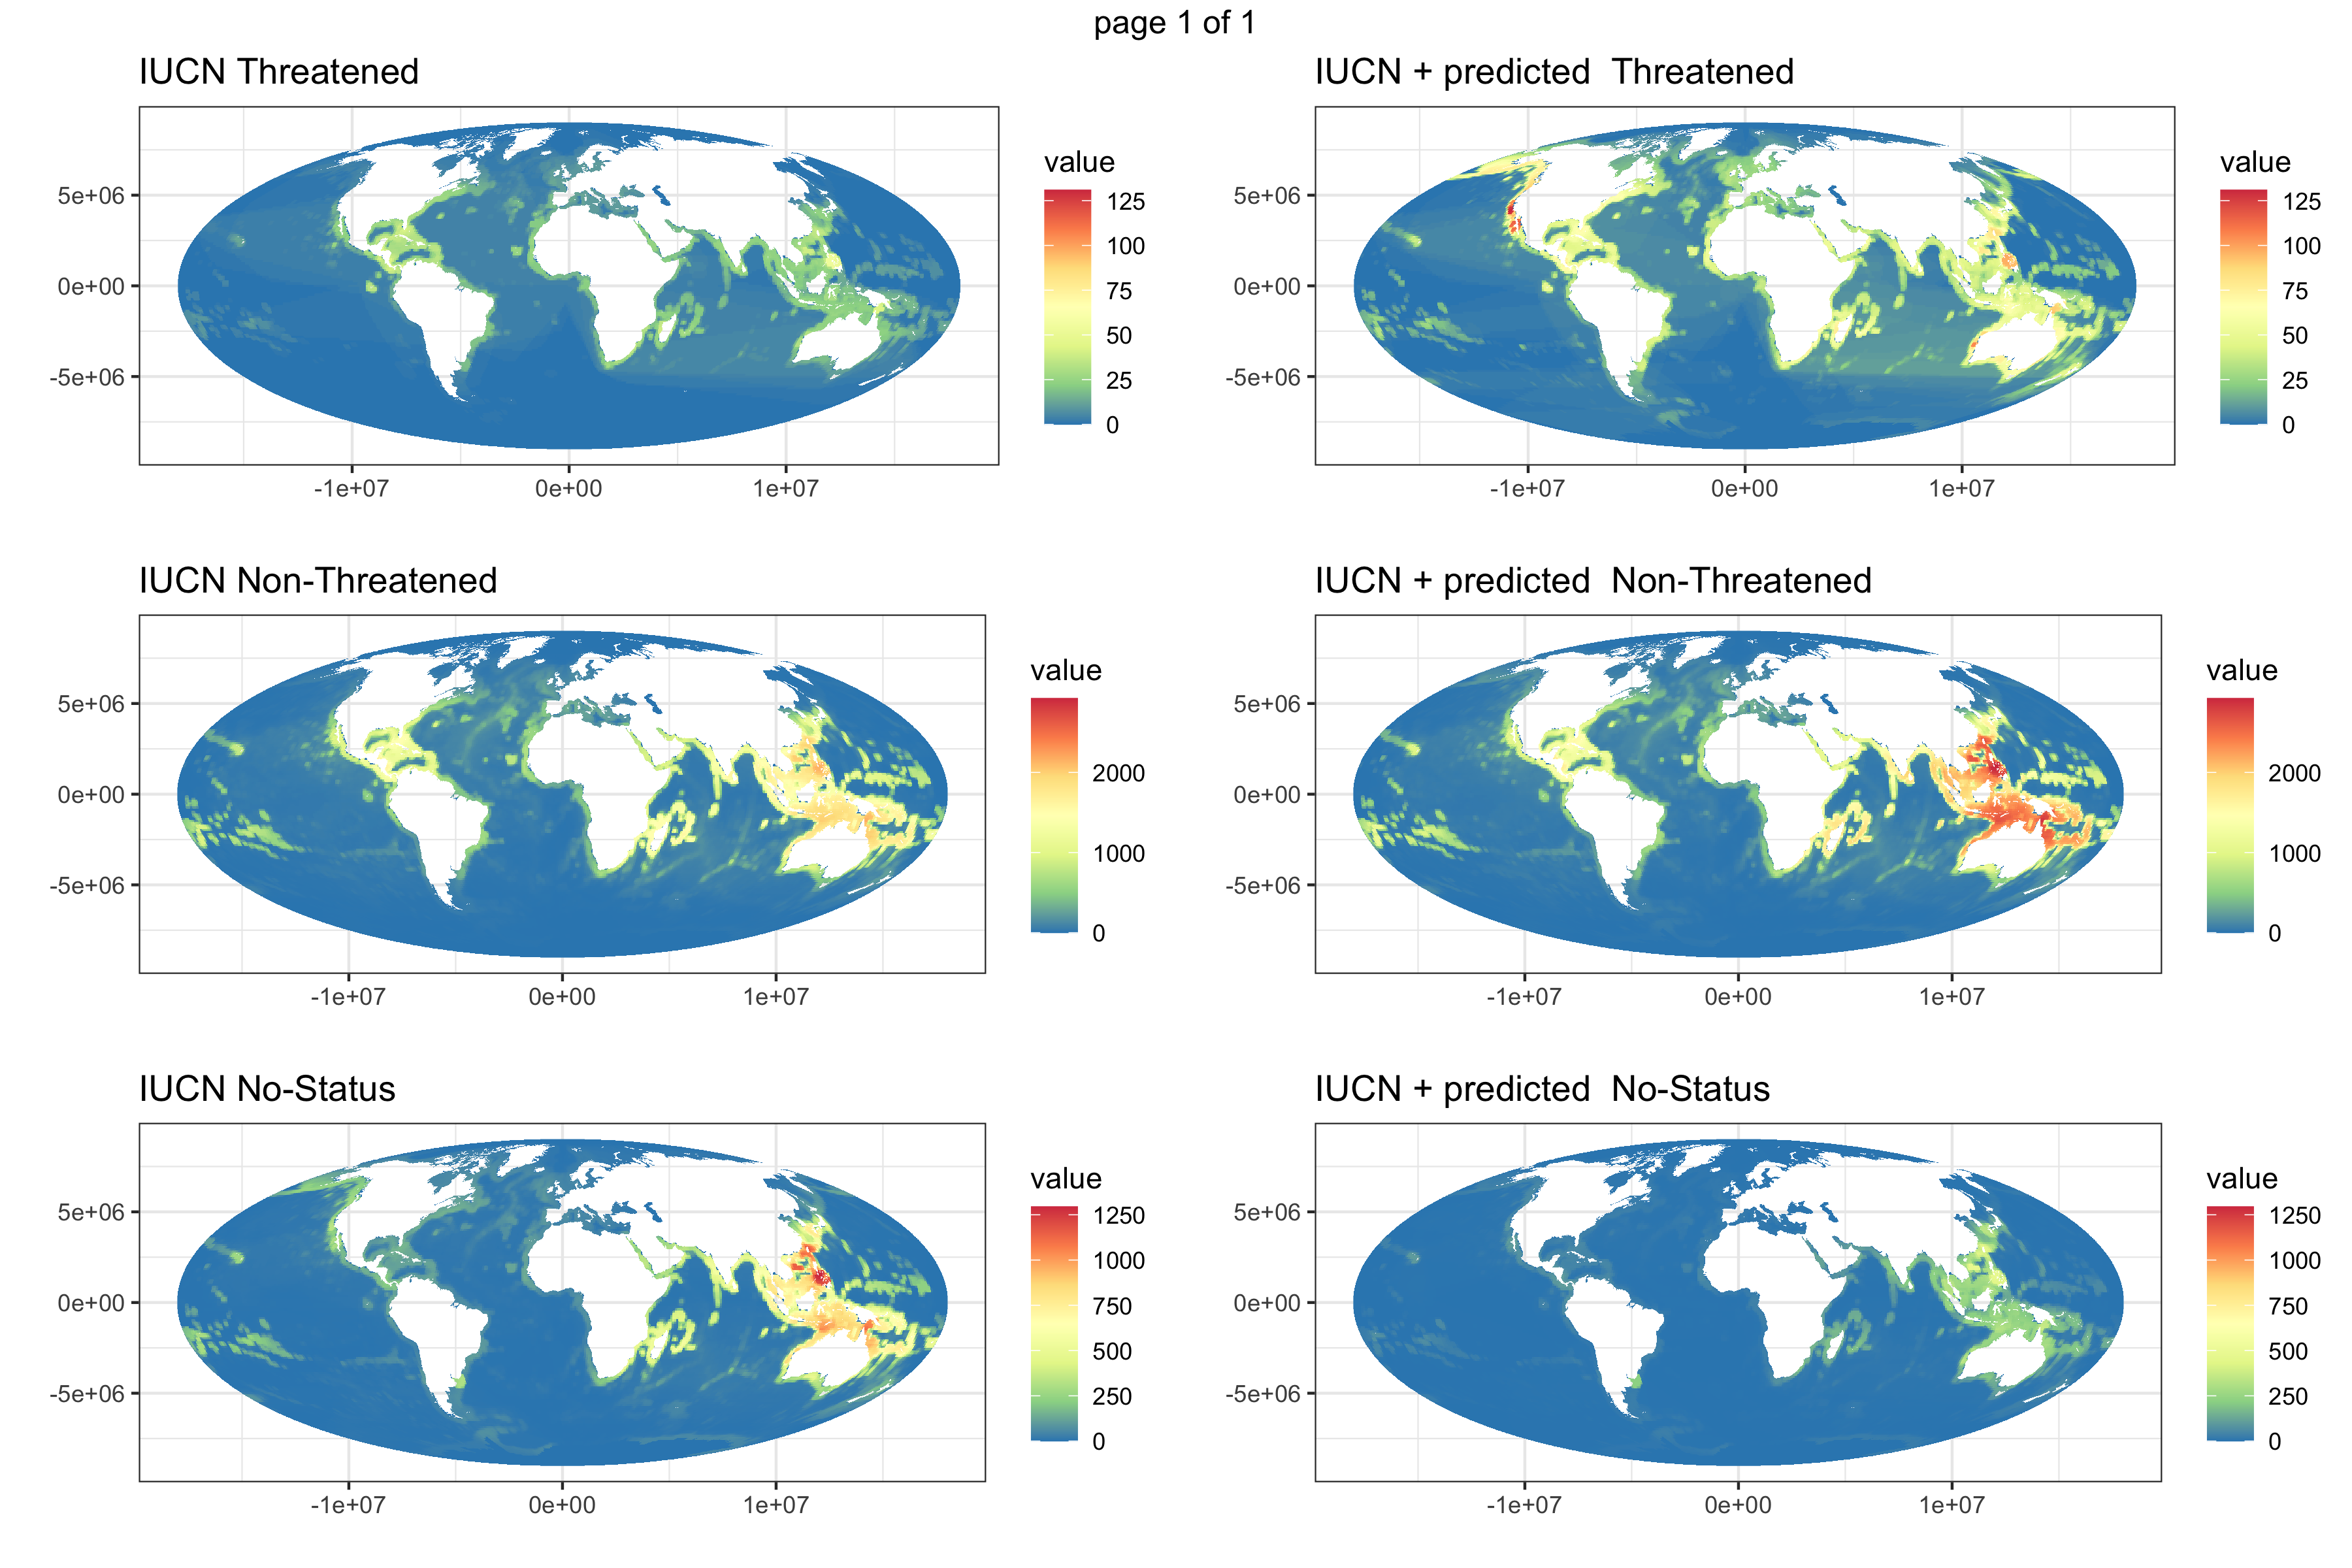 page 1 of 1
IUCN Threatened
IUCN + predicted  Threatened
5e+06
0e+00
-5e+06
-1e+07
0e+00
1e+07
value
125
100
75
50
25
0
5e+06
0e+00
-5e+06
-1e+07
0e+00
1e+07
value
125
100
75
50
25
0
IUCN Non-Threatened
IUCN + predicted  Non-Threatened
5e+06
0e+00
-5e+06
-1e+07
0e+00
1e+07
value
2000
1000
0
5e+06
0e+00
-5e+06
-1e+07
0e+00
1e+07
value
2000
1000
0
IUCN No-Status
IUCN + predicted  No-Status
5e+06
0e+00
-5e+06
-1e+07
0e+00
1e+07
value
1250
1000
750
500
250
0
5e+06
0e+00
-5e+06
-1e+07
0e+00
1e+07
value
1250
1000
750
500
250
0